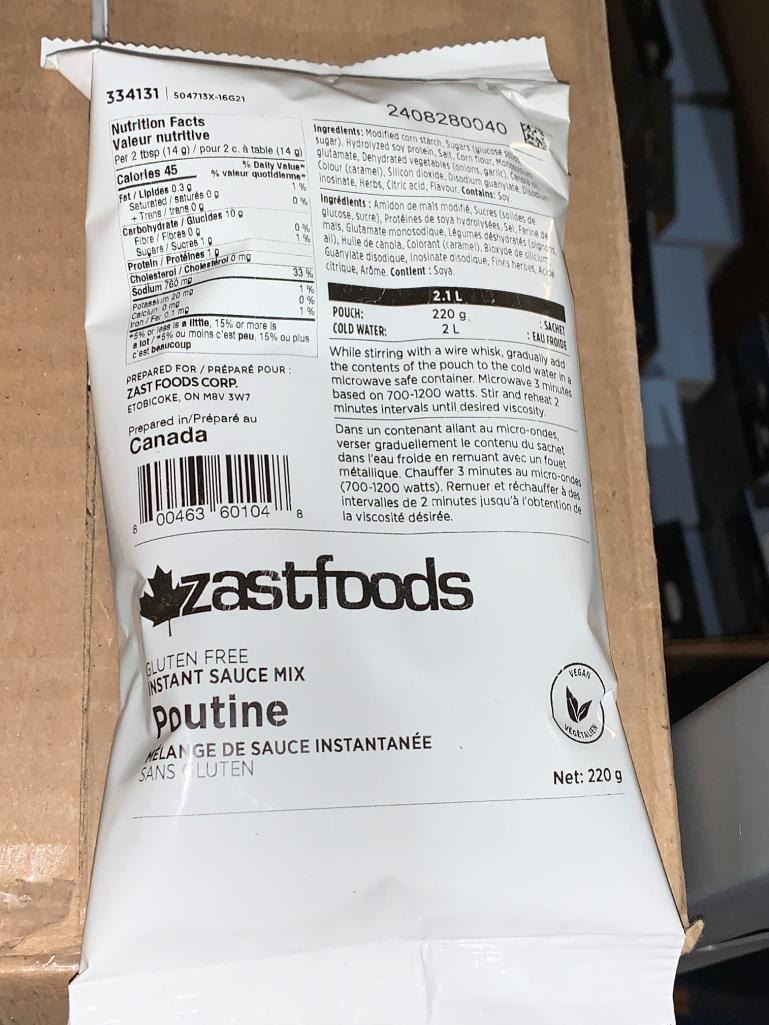 334131 | 504713X-16G21
2408280040
Nutrition Facts
Valeur nutritive
Per 2 tbsp (14 g) / pour 2 c. à table (14 g)
Calories 45
% Daily Value*
% valeur quotidienne*
Fat / Lipides 0.3 g 1 %
Saturated / saturés 0 g
+ Trans / trans 0 g 0 %
Carbohydrate / Glucides 10 g
Fibre / Fibres 0 g 0 %
Sugars / Sucres 1 g 1 %
Protein / Protéines 1 g
Cholesterol / Cholestérol 0 mg
Sodium 760 mg 33 %
Potassium 20 mg 1 %
Calcium 0 mg 0 %
Iron / Fer 0.1 mg 1 %
*5% or less is a little, 15% or more is
a lot / *5% ou moins c'est peu, 15% ou plus
c'est beaucoup
PREPARED FOR / PRÉPARÉ POUR :
ZAST FOODS CORP.
ETOBICOKE, ON M8V 3W7
Prepared in/Préparé au
Canada
8 00463 60104 8
Ingredients: Modified corn starch, Sugars (glucose solids,
sugar), Hydrolyzed soy protein, Salt, Corn flour, Monosodium
glutamate, Dehydrated vegetables (onions, garlic), Canola oil,
Colour (caramel), Silicon dioxide, Disodium guanylate, Disodium
inosinate, Herbs, Citric acid, Flavour. Contains: Soy.
Ingrédients : Amidon de maïs modifié, Sucres (solides de
glucose, sucre), Protéines de soya hydrolysées, Sel, Farine de
maïs, Glutamate monosodique, Légumes déshydratés (oignons,
ail), Huile de canola, Colorant (caramel), Bioxyde de silicium,
Guanylate disodique, Inosinate disodique, Fines herbes, Acide
citrique, Arôme. Contient : Soya.
2.1 L
POUCH: 220 g : SACHET
COLD WATER: 2 L : EAU FROIDE
While stirring with a wire whisk, gradually add
the contents of the pouch to the cold water in a
microwave safe container. Microwave 3 minutes
based on 700-1200 watts. Stir and reheat 2
minutes intervals until desired viscosity.
Dans un contenant allant au micro-ondes,
verser graduellement le contenu du sachet
dans l'eau froide en remuant avec un fouet
métallique. Chauffer 3 minutes au micro-ondes
(700-1200 watts). Remuer et réchauffer à des
intervalles de 2 minutes jusqu'à l'obtention de
la viscosité désirée.
zastfoods
GLUTEN FREE
INSTANT SAUCE MIX
Poutine
MÉLANGE DE SAUCE INSTANTANÉE
SANS GLUTEN
VEGAN
VÉGÉTALIEN
Net: 220 g